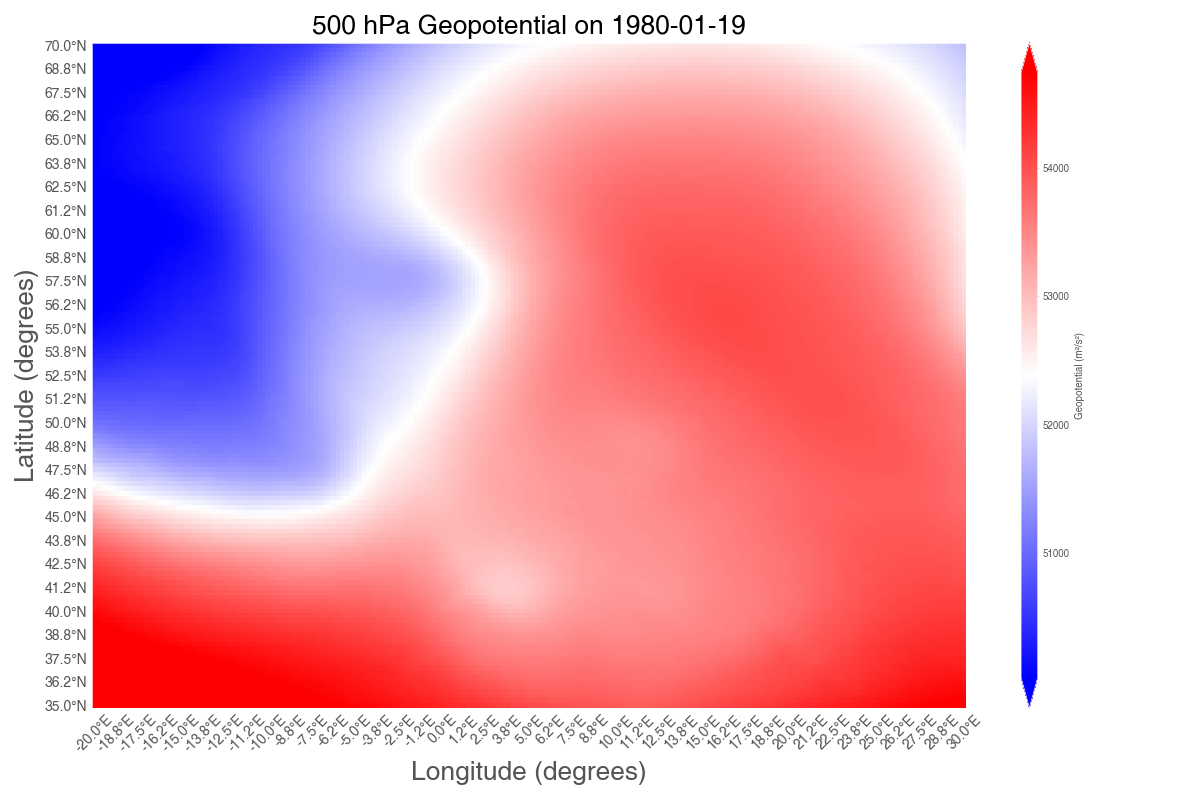 500 hPa Geopotential on 1980-01-19
70.0°N
68.8°N
67.5°N
66.2°N
65.0°N
63.8°N
62.5°N
61.2°N
60.0°N
58.8°N
57.5°N
56.2°N
55.0°N
53.8°N
52.5°N
51.2°N
50.0°N
48.8°N
47.5°N
46.2°N
45.0°N
43.8°N
42.5°N
41.2°N
40.0°N
38.8°N
37.5°N
36.2°N
35.0°N
Latitude (degrees)
-20.0°E
-18.8°E
-17.5°E
-16.2°E
-15.0°E
-13.8°E
-12.5°E
-11.2°E
-10.0°E
-8.8°E
-7.5°E
-6.2°E
-5.0°E
-3.8°E
-2.5°E
-1.2°E
0.0°E
1.2°E
2.5°E
3.8°E
5.0°E
6.2°E
7.5°E
8.8°E
10.0°E
11.2°E
12.5°E
13.8°E
15.0°E
16.2°E
17.5°E
18.8°E
20.0°E
21.2°E
22.5°E
23.8°E
25.0°E
26.2°E
27.5°E
28.8°E
30.0°E
Longitude (degrees)
54000
53000
52000
51000
Geopotential (m²/s²)